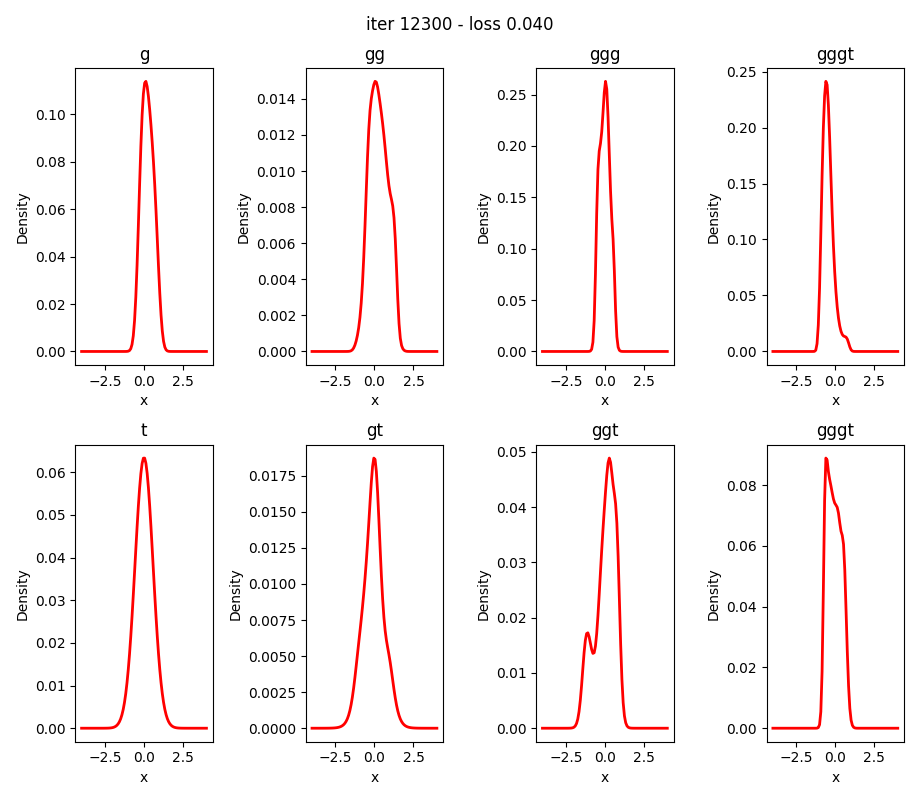 iter 12300 - loss 0.040
g
gg
ggg
gggt
0.10
0.08
0.06
0.04
0.02
0.00
Density
−2.5 0.0 2.5
x
0.014
0.012
0.010
0.008
0.006
0.004
0.002
0.000
Density
−2.5 0.0 2.5
x
0.25
0.20
0.15
0.10
0.05
0.00
Density
−2.5 0.0 2.5
x
0.25
0.20
0.15
0.10
0.05
0.00
Density
−2.5 0.0 2.5
x
t
gt
ggt
gggt
0.06
0.05
0.04
0.03
0.02
0.01
0.00
Density
−2.5 0.0 2.5
x
0.0175
0.0150
0.0125
0.0100
0.0075
0.0050
0.0025
0.0000
Density
−2.5 0.0 2.5
x
0.05
0.04
0.03
0.02
0.01
0.00
Density
−2.5 0.0 2.5
x
0.08
0.06
0.04
0.02
0.00
Density
−2.5 0.0 2.5
x